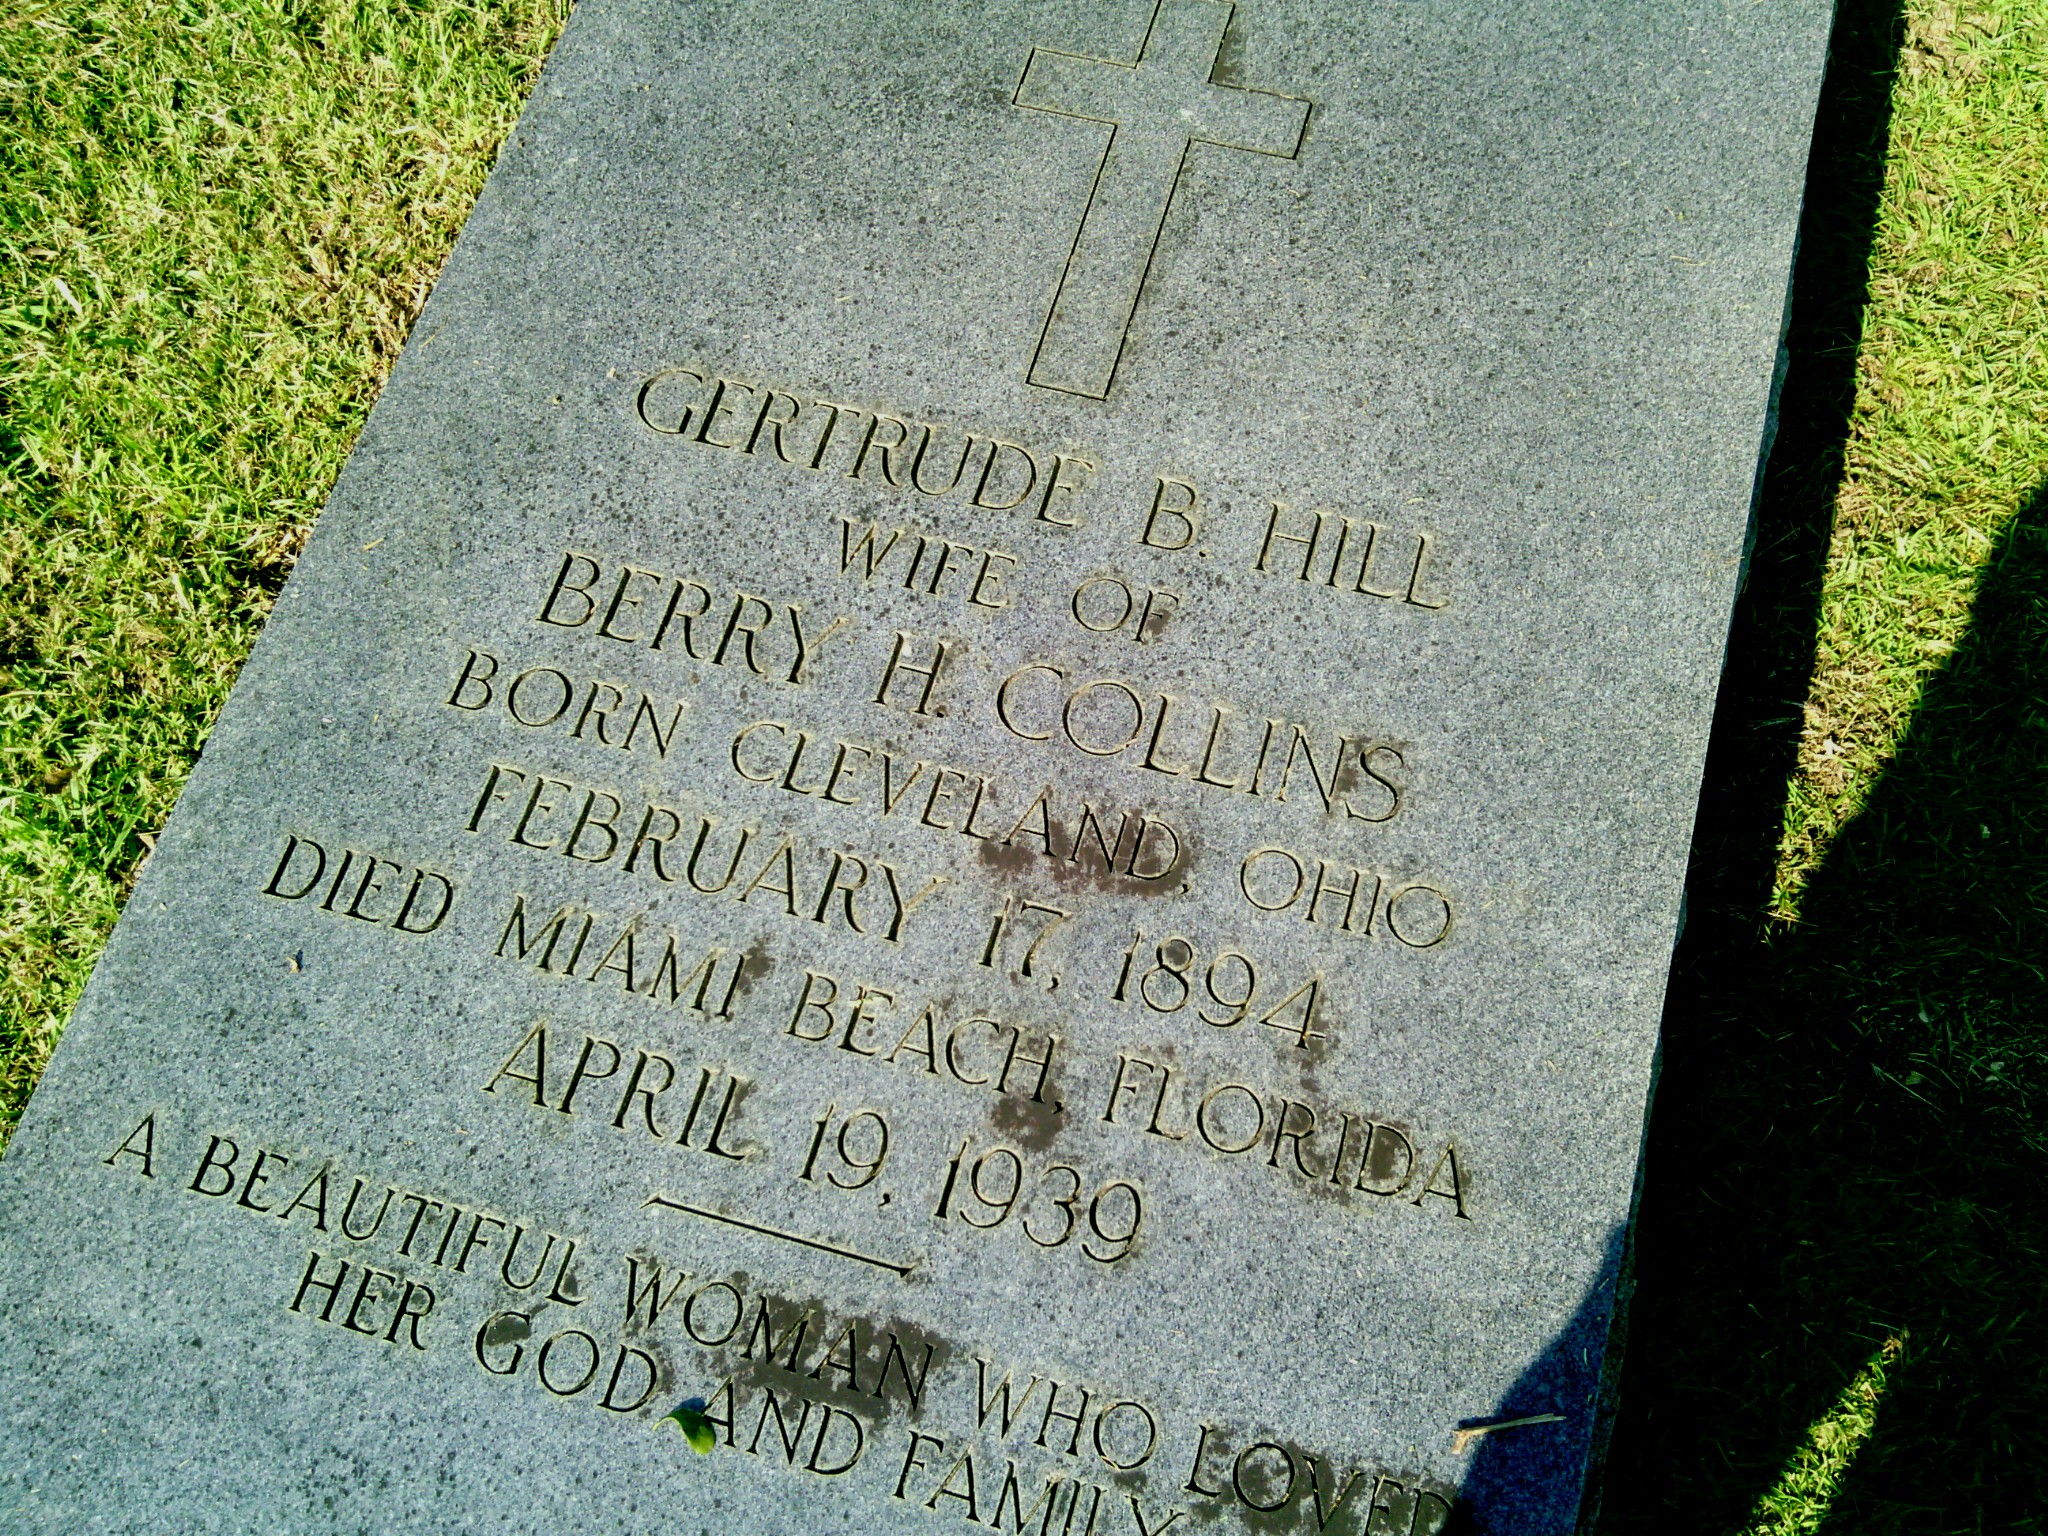 GERTRUDE B. HILL
WIFE OF
BERRY H. COLLINS
BORN CLEVELAND, OHIO
FEBRUARY 17, 1894
DIED MIAMI BEACH, FLORIDA
APRIL 19, 1939
A BEAUTIFUL WOMAN WHO LOVED
HER GOD AND FAMILY